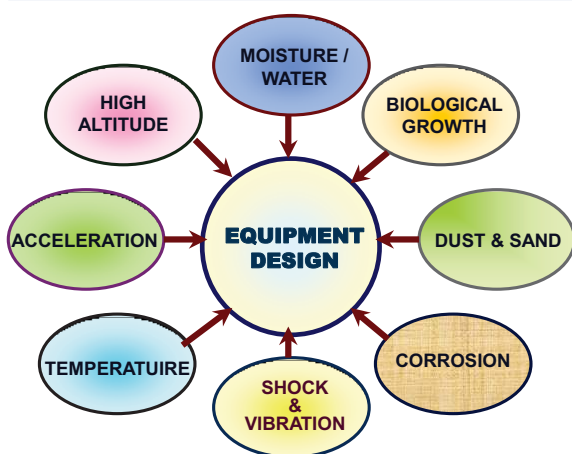 MOISTURE /
WATER
HIGH
ALTITUDE
BIOLOGICAL
GROWTH
ACCELERATION
EQUIPMENT
DESIGN
DUST & SAND
TEMPERATUIRE
SHOCK
&
VIBRATION
CORROSION